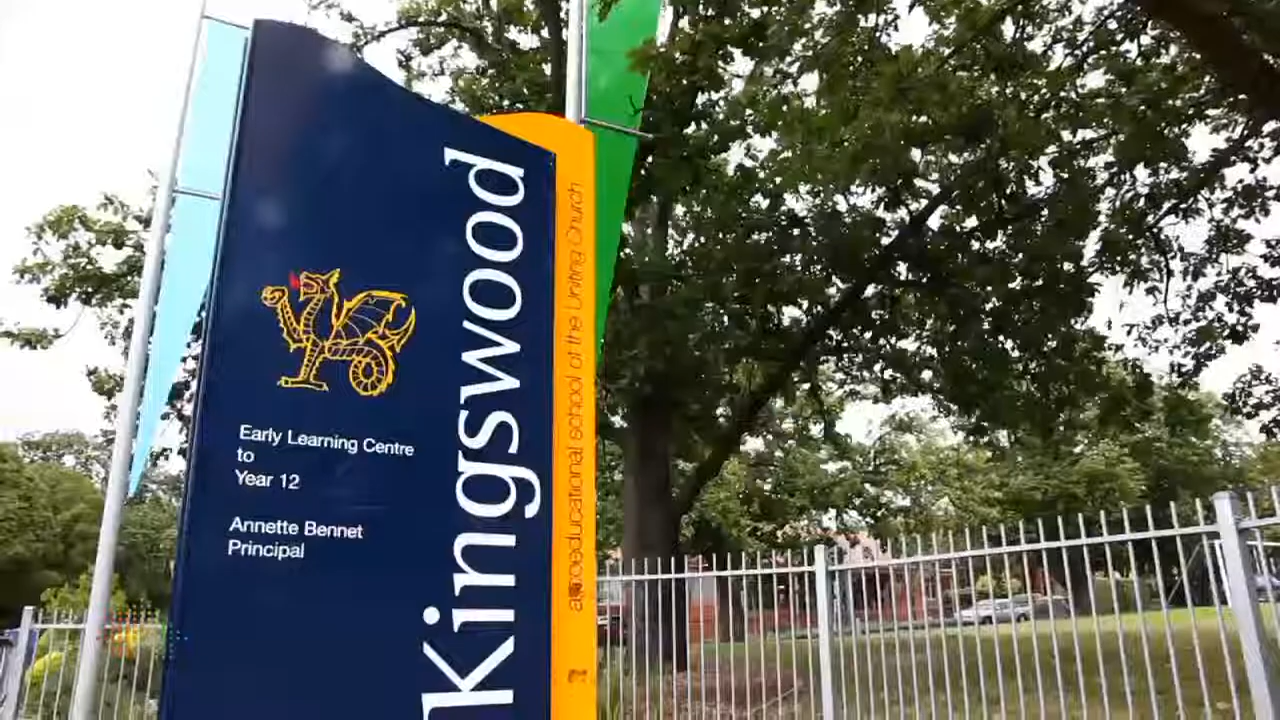 Kingswood
a coeducational school of the Uniting Church
Early Learning Centre
to
Year 12
Annette Bennet
Principal